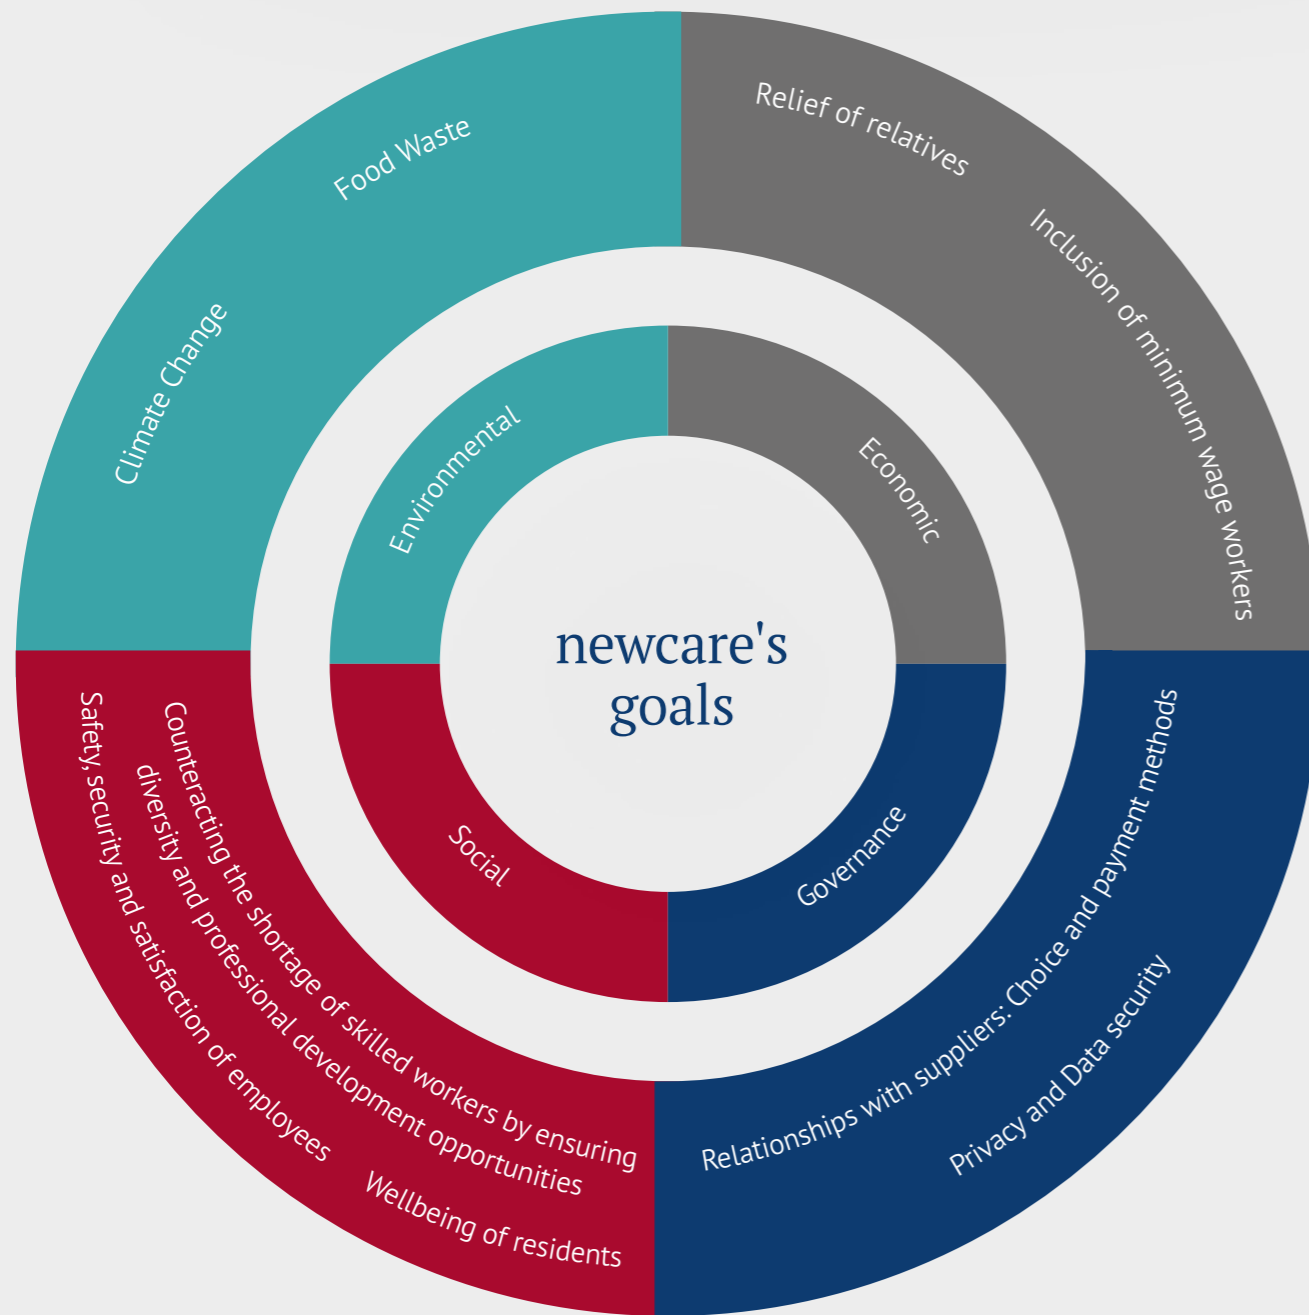 Food Waste
Climate Change
Relief of relatives
Inclusion of minimum wage workers
Environmental
Economic
newcare's
goals
Social
Governance
Counteracting the shortage of skilled workers by ensuring
diversity and professional development opportunities
Safety, security and satisfaction of employees
Wellbeing of residents
Relationships with suppliers: Choice and payment methods
Privacy and Data security